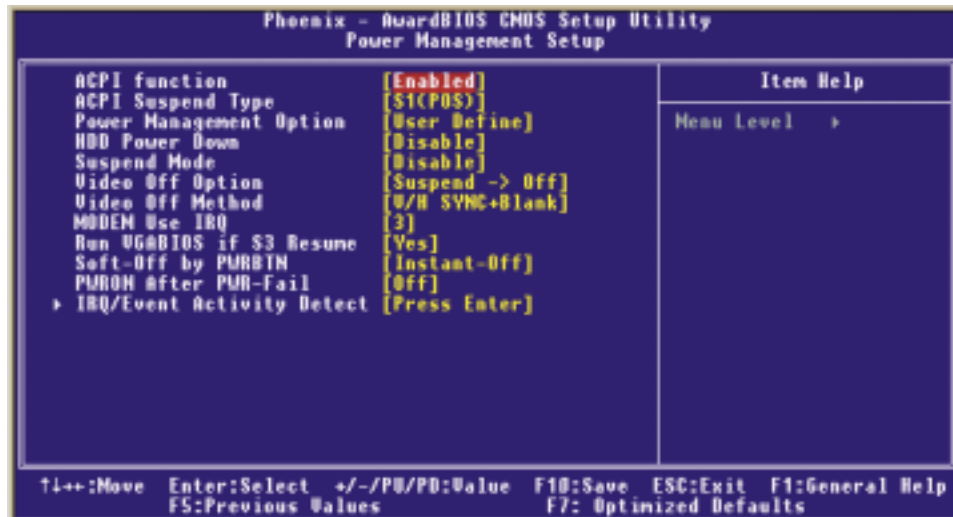 Phoenix - AwardBIOS CMOS Setup Utility
Power Management Setup
ACPI function [Enabled]
ACPI Suspend Type [S1(POS)]
Power Management Option [User Define]
HDD Power Down [Disable]
Suspend Mode [Disable]
Video Off Option [Suspend -> Off]
Video Off Method [V/H SYNC+Blank]
MODEM Use IRQ [3]
Run VGABIOS if S3 Resume [Yes]
Soft-Off by PWRBTN [Instant-Off]
PWRON After PWR-Fail [Off]
▸ IRQ/Event Activity Detect [Press Enter]
Item Help
Menu Level ▸
↑↓→←:Move Enter:Select +/-/PU/PD:Value F10:Save ESC:Exit F1:General Help
F5:Previous Values F7: Optimized Defaults